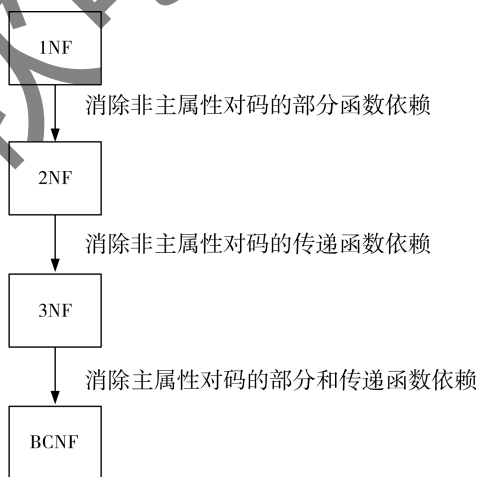 1NF
消除非主属性对码的部分函数依赖
2NF
消除非主属性对码的传递函数依赖
3NF
消除主属性对码的部分和传递函数依赖
BCNF